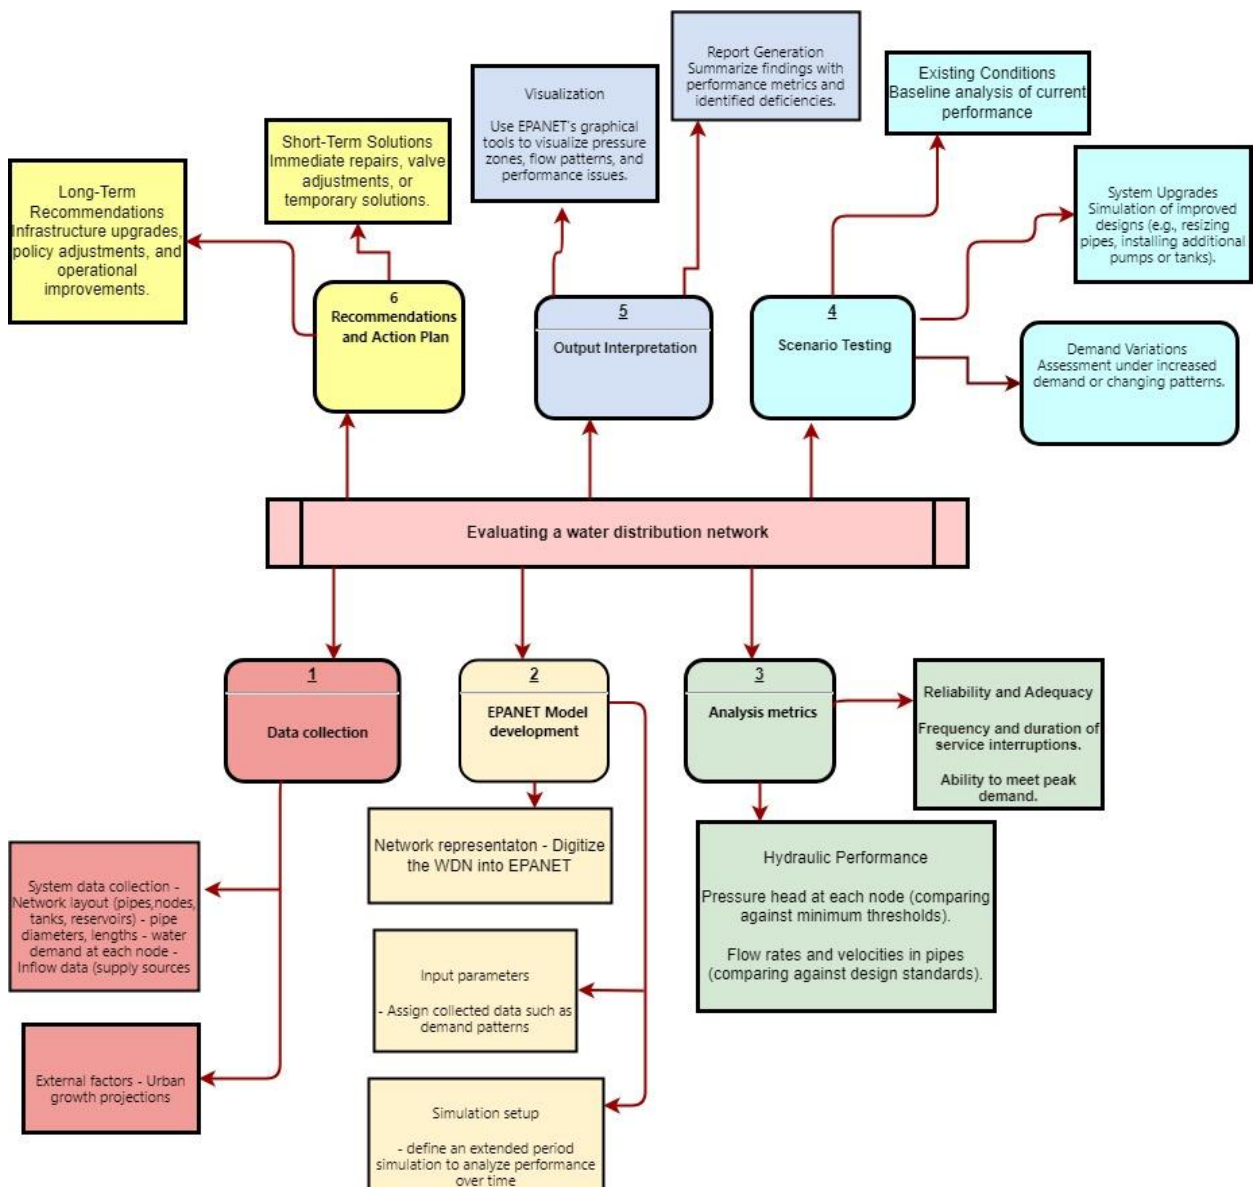 Report Generation
Summarize findings with
performance metrics and
identified deficiencies.
Visualization
Use EPANET's graphical
tools to visualize pressure
zones, flow patterns, and
performance issues.
Existing Conditions
Baseline analysis of current
performance
Short-Term Solutions
Immediate repairs, valve
adjustments, or
temporary solutions.
Long-Term
Recommendations
Infrastructure upgrades,
policy adjustments, and
operational
improvements.
System Upgrades
Simulation of improved
designs (e.g., resizing
pipes, installing additional
pumps or tanks).
6
Recommendations
and Action Plan
5
Output Interpretation
4
Scenario Testing
Demand Variations
Assessment under increased
demand or changing patterns.
Evaluating a water distribution network
1
Data collection
2
EPANET Model
development
3
Analysis metrics
Reliability and Adequacy
Frequency and duration of
service interruptions.
Ability to meet peak
demand.
Network representaton - Digitize
the WDN into EPANET
Hydraulic Performance
Pressure head at each node (comparing
against minimum thresholds).
Flow rates and velocities in pipes
(comparing against design standards).
System data collection -
Network layout (pipes,nodes,
tanks, reservoirs) - pipe
diameters, lengths - water
demand at each node -
Inflow data (supply sources
Input parameters
- Assign collected data such as
demand patterns
External factors - Urban
growth projections
Simulation setup
- define an extended period
simulation to analyze performance
over time